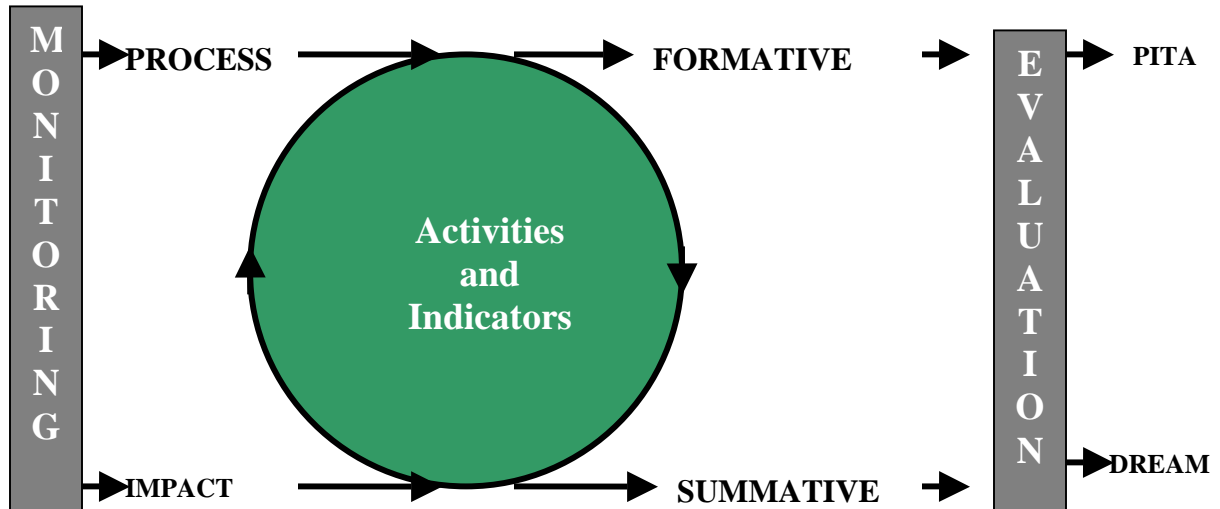 MONITORING
PROCESS
FORMATIVE
EVALUATION
PITA
Activities
and
Indicators
IMPACT
SUMMATIVE
DREAM